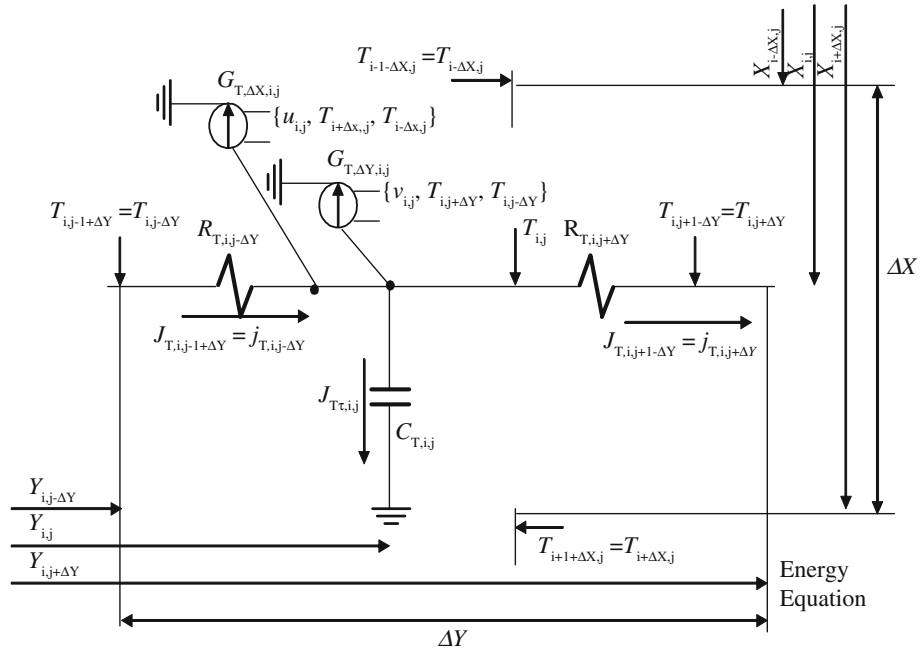 X_{i-ΔX,j}
X_{i,j}
X_{i+ΔX,j}
T_{i-1-ΔX,j} = T_{i-ΔX,j}
G_{T,ΔX,i,j}
{u_{i,j}, T_{i+Δx,,j}, T_{i-Δx,j}}
G_{T,ΔY,i,j}
{v_{i,j}, T_{i,j+ΔY}, T_{i,j-ΔY}}
T_{i,j-1+ΔY} = T_{i,j-ΔY}
R_{T,i,j-ΔY}
T_{i,j}
R_{T,i,j+ΔY}
T_{i,j+1-ΔY} = T_{i,j+ΔY}
ΔX
J_{T,i,j-1+ΔY} = j_{T,i,j-ΔY}
J_{T,i,j+1-ΔY} = j_{T,i,j+ΔY}
J_{Tτ,i,j}
C_{T,i,j}
Y_{i,j-ΔY}
Y_{i,j}
T_{i+1+ΔX,j} = T_{i+ΔX,j}
Y_{i,j+ΔY}
Energy
Equation
ΔY